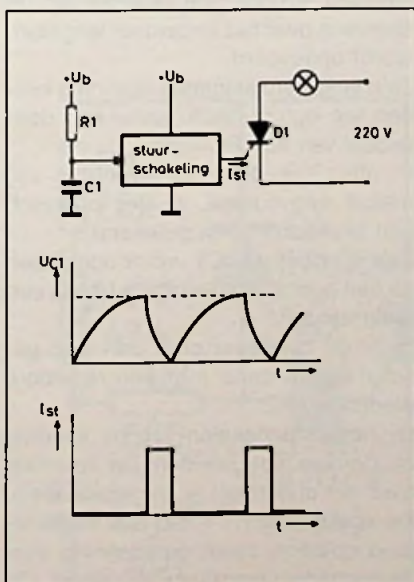 +Ub
+Ub
R1
C1
stuur-
schakeling
Ist
D1
220 V
UC1
t
Ist
t